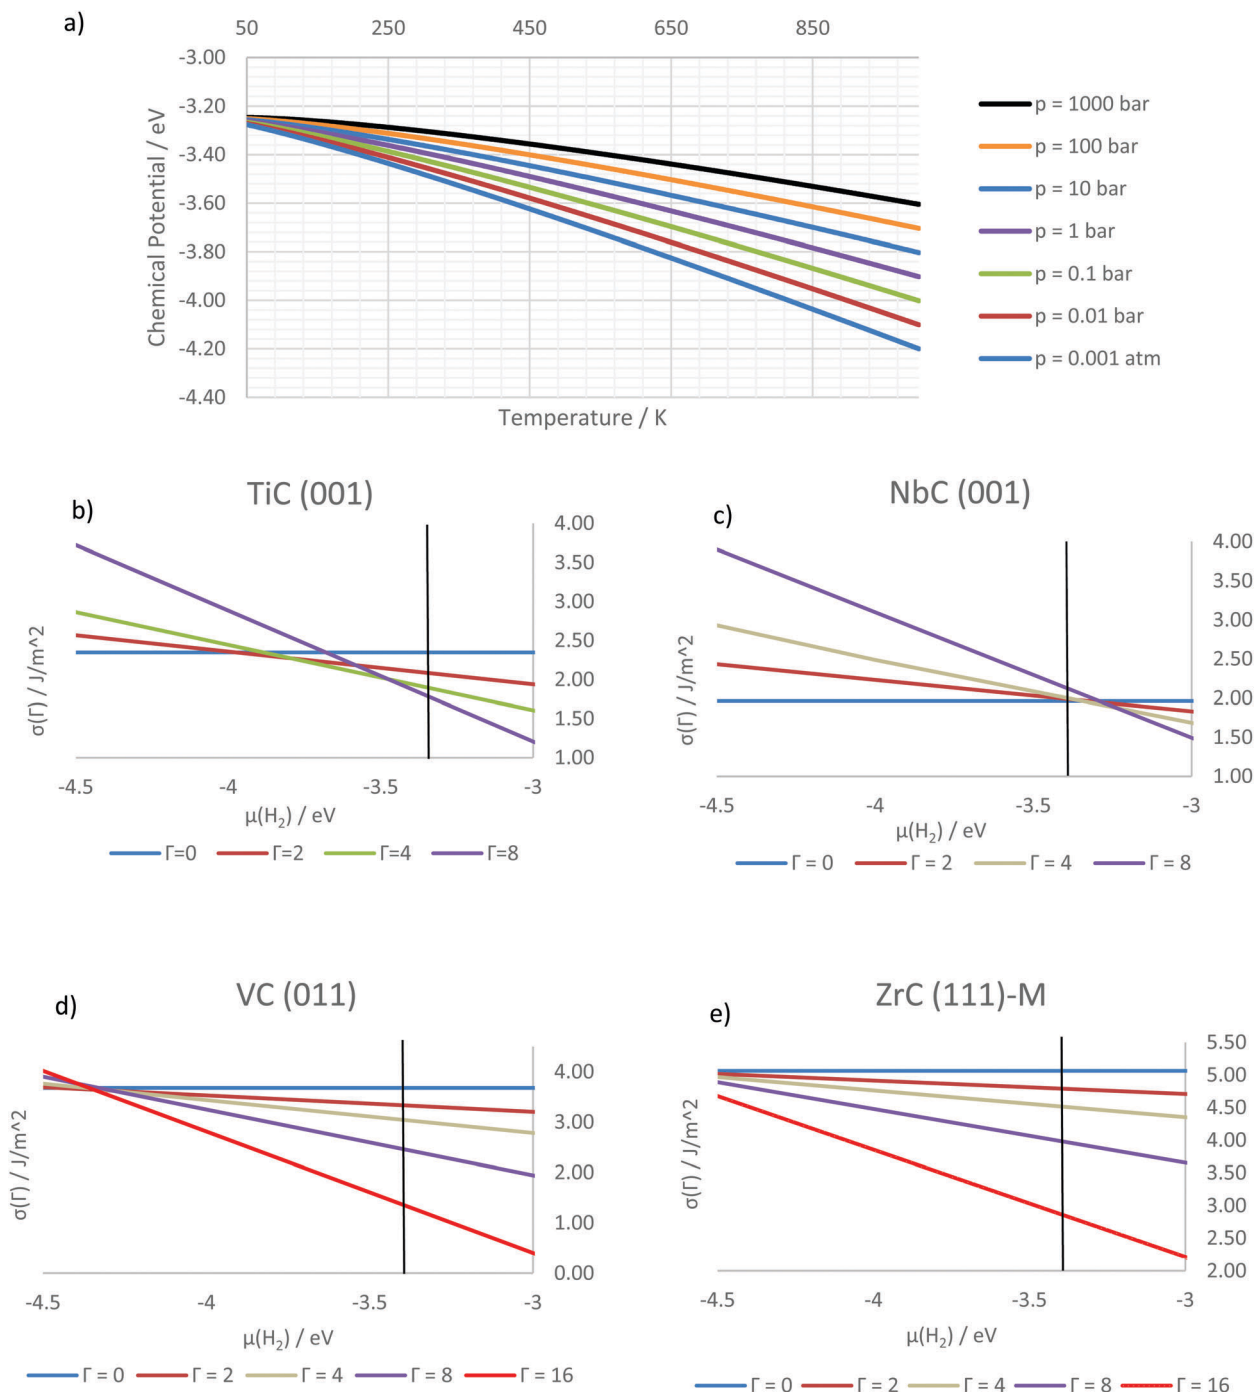 a)
50 250 450 650 850
-3.00
-3.20
-3.40
-3.60
-3.80
-4.00
-4.20
-4.40
Chemical Potential / eV
Temperature / K
p = 1000 bar
p = 100 bar
p = 10 bar
p = 1 bar
p = 0.1 bar
p = 0.01 bar
p = 0.001 atm
b)
TiC (001)
4.00
3.50
3.00
2.50
2.00
1.50
1.00
σ(Γ) / J/m^2
-4.5 -4 -3.5 -3
μ(H₂) / eV
Γ=0 Γ=2 Γ=4 Γ=8
c)
NbC (001)
4.00
3.50
3.00
2.50
2.00
1.50
1.00
σ(Γ) / J/m^2
-4.5 -4 -3.5 -3
μ(H₂) / eV
Γ = 0 Γ = 2 Γ = 4 Γ = 8
d)
VC (011)
4.00
3.00
2.00
1.00
0.00
σ(Γ) / J/m^2
-4.5 -4 -3.5 -3
μ(H₂) / eV
Γ = 0 Γ = 2 Γ = 4 Γ = 8 Γ = 16
e)
ZrC (111)-M
5.50
5.00
4.50
4.00
3.50
3.00
2.50
2.00
σ(Γ) / J/m^2
-4.5 -4 -3.5 -3
μ(H₂) / eV
Γ = 0 Γ = 2 Γ = 4 Γ = 8 Γ = 16